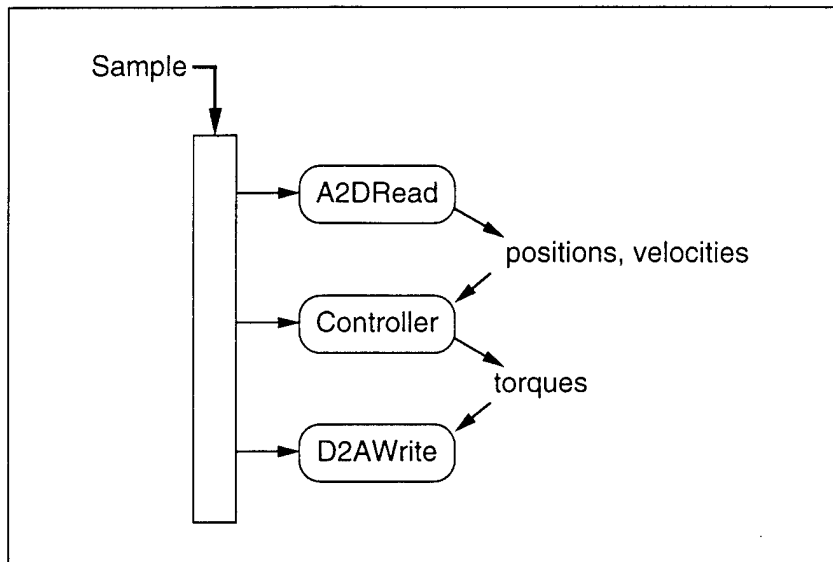 Sample
A2DRead
positions, velocities
Controller
torques
D2AWrite